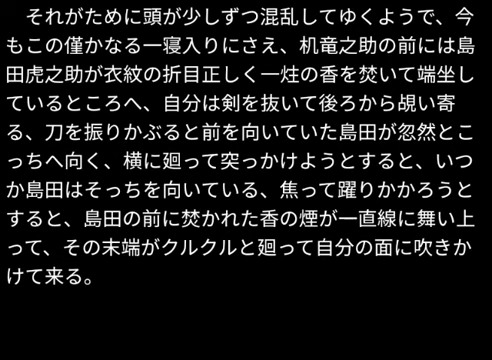 それがために頭が少しずつ混乱してゆくようで、今
もこの僅かなる一寝入りにさえ、机竜之助の前には島
田虎之助が衣紋の折目正しく一炷の香を焚いて端坐し
ているところへ、自分は剣を抜いて後ろから覘い寄
る、刀を振りかぶると前を向いていた島田が忽然とこ
っちへ向く、横に廻って突っかけようとすると、いつ
か島田はそっちを向いている、焦って躍りかかろうと
すると、島田の前に焚かれた香の煙が一直線に舞い上
って、その末端がクルクルと廻って自分の面に吹きか
けて来る。